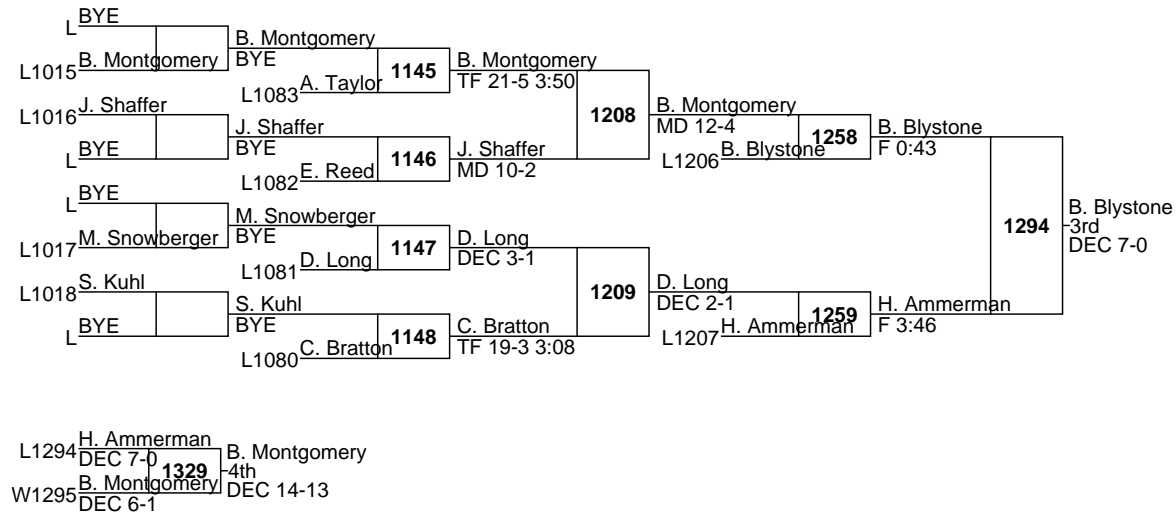 BYE
L
B. Montgomery
L1015
B. Montgomery
BYE
A. Taylor
L1083
1145
B. Montgomery
TF 21-5 3:50
J. Shaffer
L1016
J. Shaffer
BYE
BYE
L
E. Reed
L1082
1146
J. Shaffer
MD 10-2
1208
B. Montgomery
MD 12-4
B. Blystone
L1206
1258
B. Blystone
F 0:43
BYE
L
M. Snowberger
L1017
M. Snowberger
BYE
D. Long
L1081
1147
D. Long
DEC 3-1
S. Kuhl
L1018
S. Kuhl
BYE
BYE
L
C. Bratton
L1080
1148
C. Bratton
TF 19-3 3:08
1209
D. Long
DEC 2-1
H. Ammerman
L1207
1259
H. Ammerman
F 3:46
1294
B. Blystone
3rd
DEC 7-0
H. Ammerman
L1294
DEC 7-0
B. Montgomery
W1295
DEC 6-1
1329
B. Montgomery
4th
DEC 14-13